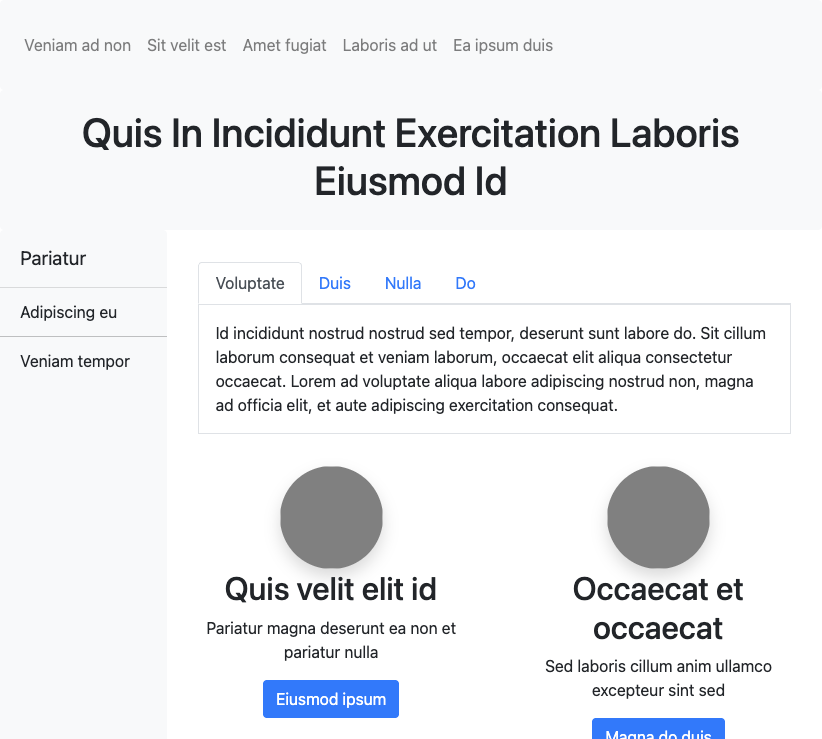 Veniam ad non Sit velit est Amet fugiat Laboris ad ut Ea ipsum duis
Quis In Incididunt Exercitation Laboris
Eiusmod Id
Pariatur
Adipiscing eu
Veniam tempor
Voluptate Duis Nulla Do
Id incididunt nostrud nostrud sed tempor, deserunt sunt labore do. Sit cillum
laborum consequat et veniam laborum, occaecat elit aliqua consectetur
occaecat. Lorem ad voluptate aliqua labore adipiscing nostrud non, magna
ad officia elit, et aute adipiscing exercitation consequat.
Quis velit elit id
Pariatur magna deserunt ea non et
pariatur nulla
Eiusmod ipsum
Occaecat et
occaecat
Sed laboris cillum anim ullamco
excepteur sint sed
Magna do duis